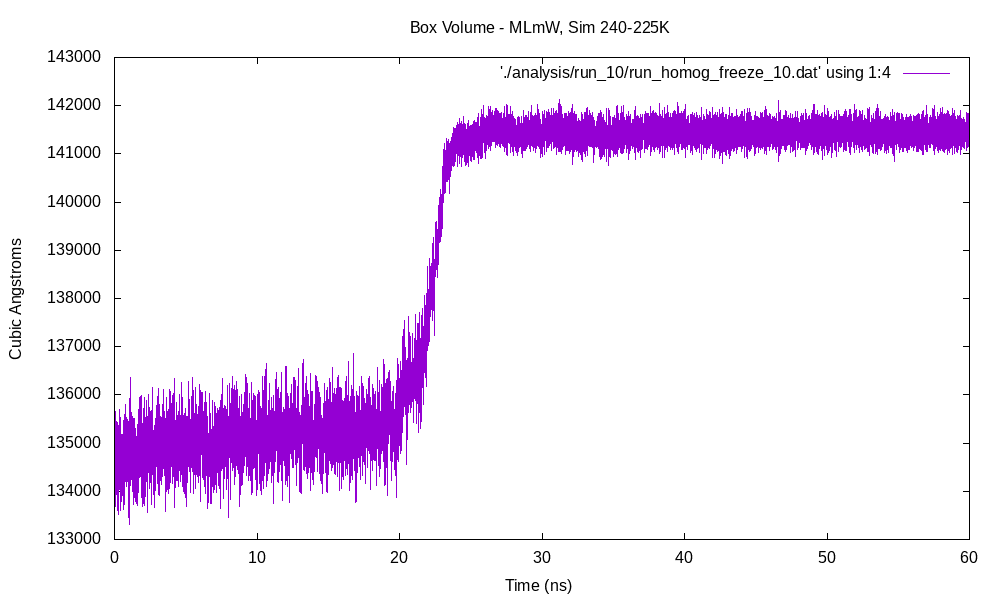 Box Volume - MLmW, Sim 240-225K
'./analysis/run_10/run_homog_freeze_10.dat' using 1:4
143000
142000
141000
140000
139000
138000
137000
136000
135000
134000
133000
Cubic Angstroms
0 10 20 30 40 50 60
Time (ns)